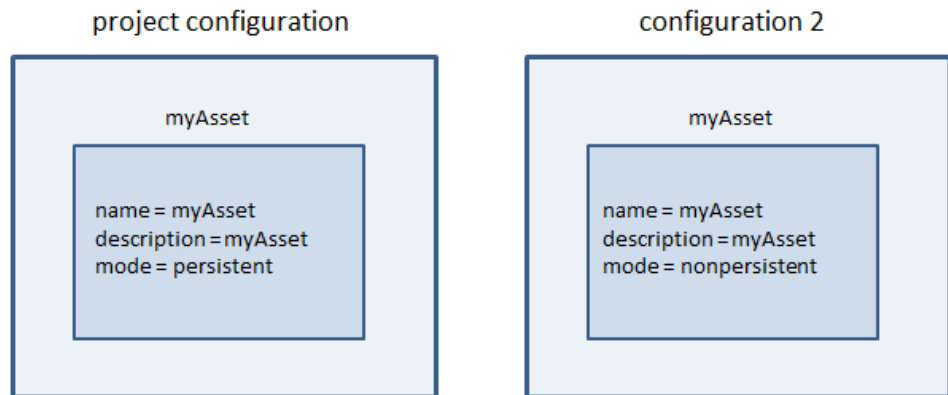 project configuration
myAsset
name = myAsset
description = myAsset
mode = persistent
configuration 2
myAsset
name = myAsset
description = myAsset
mode = nonpersistent